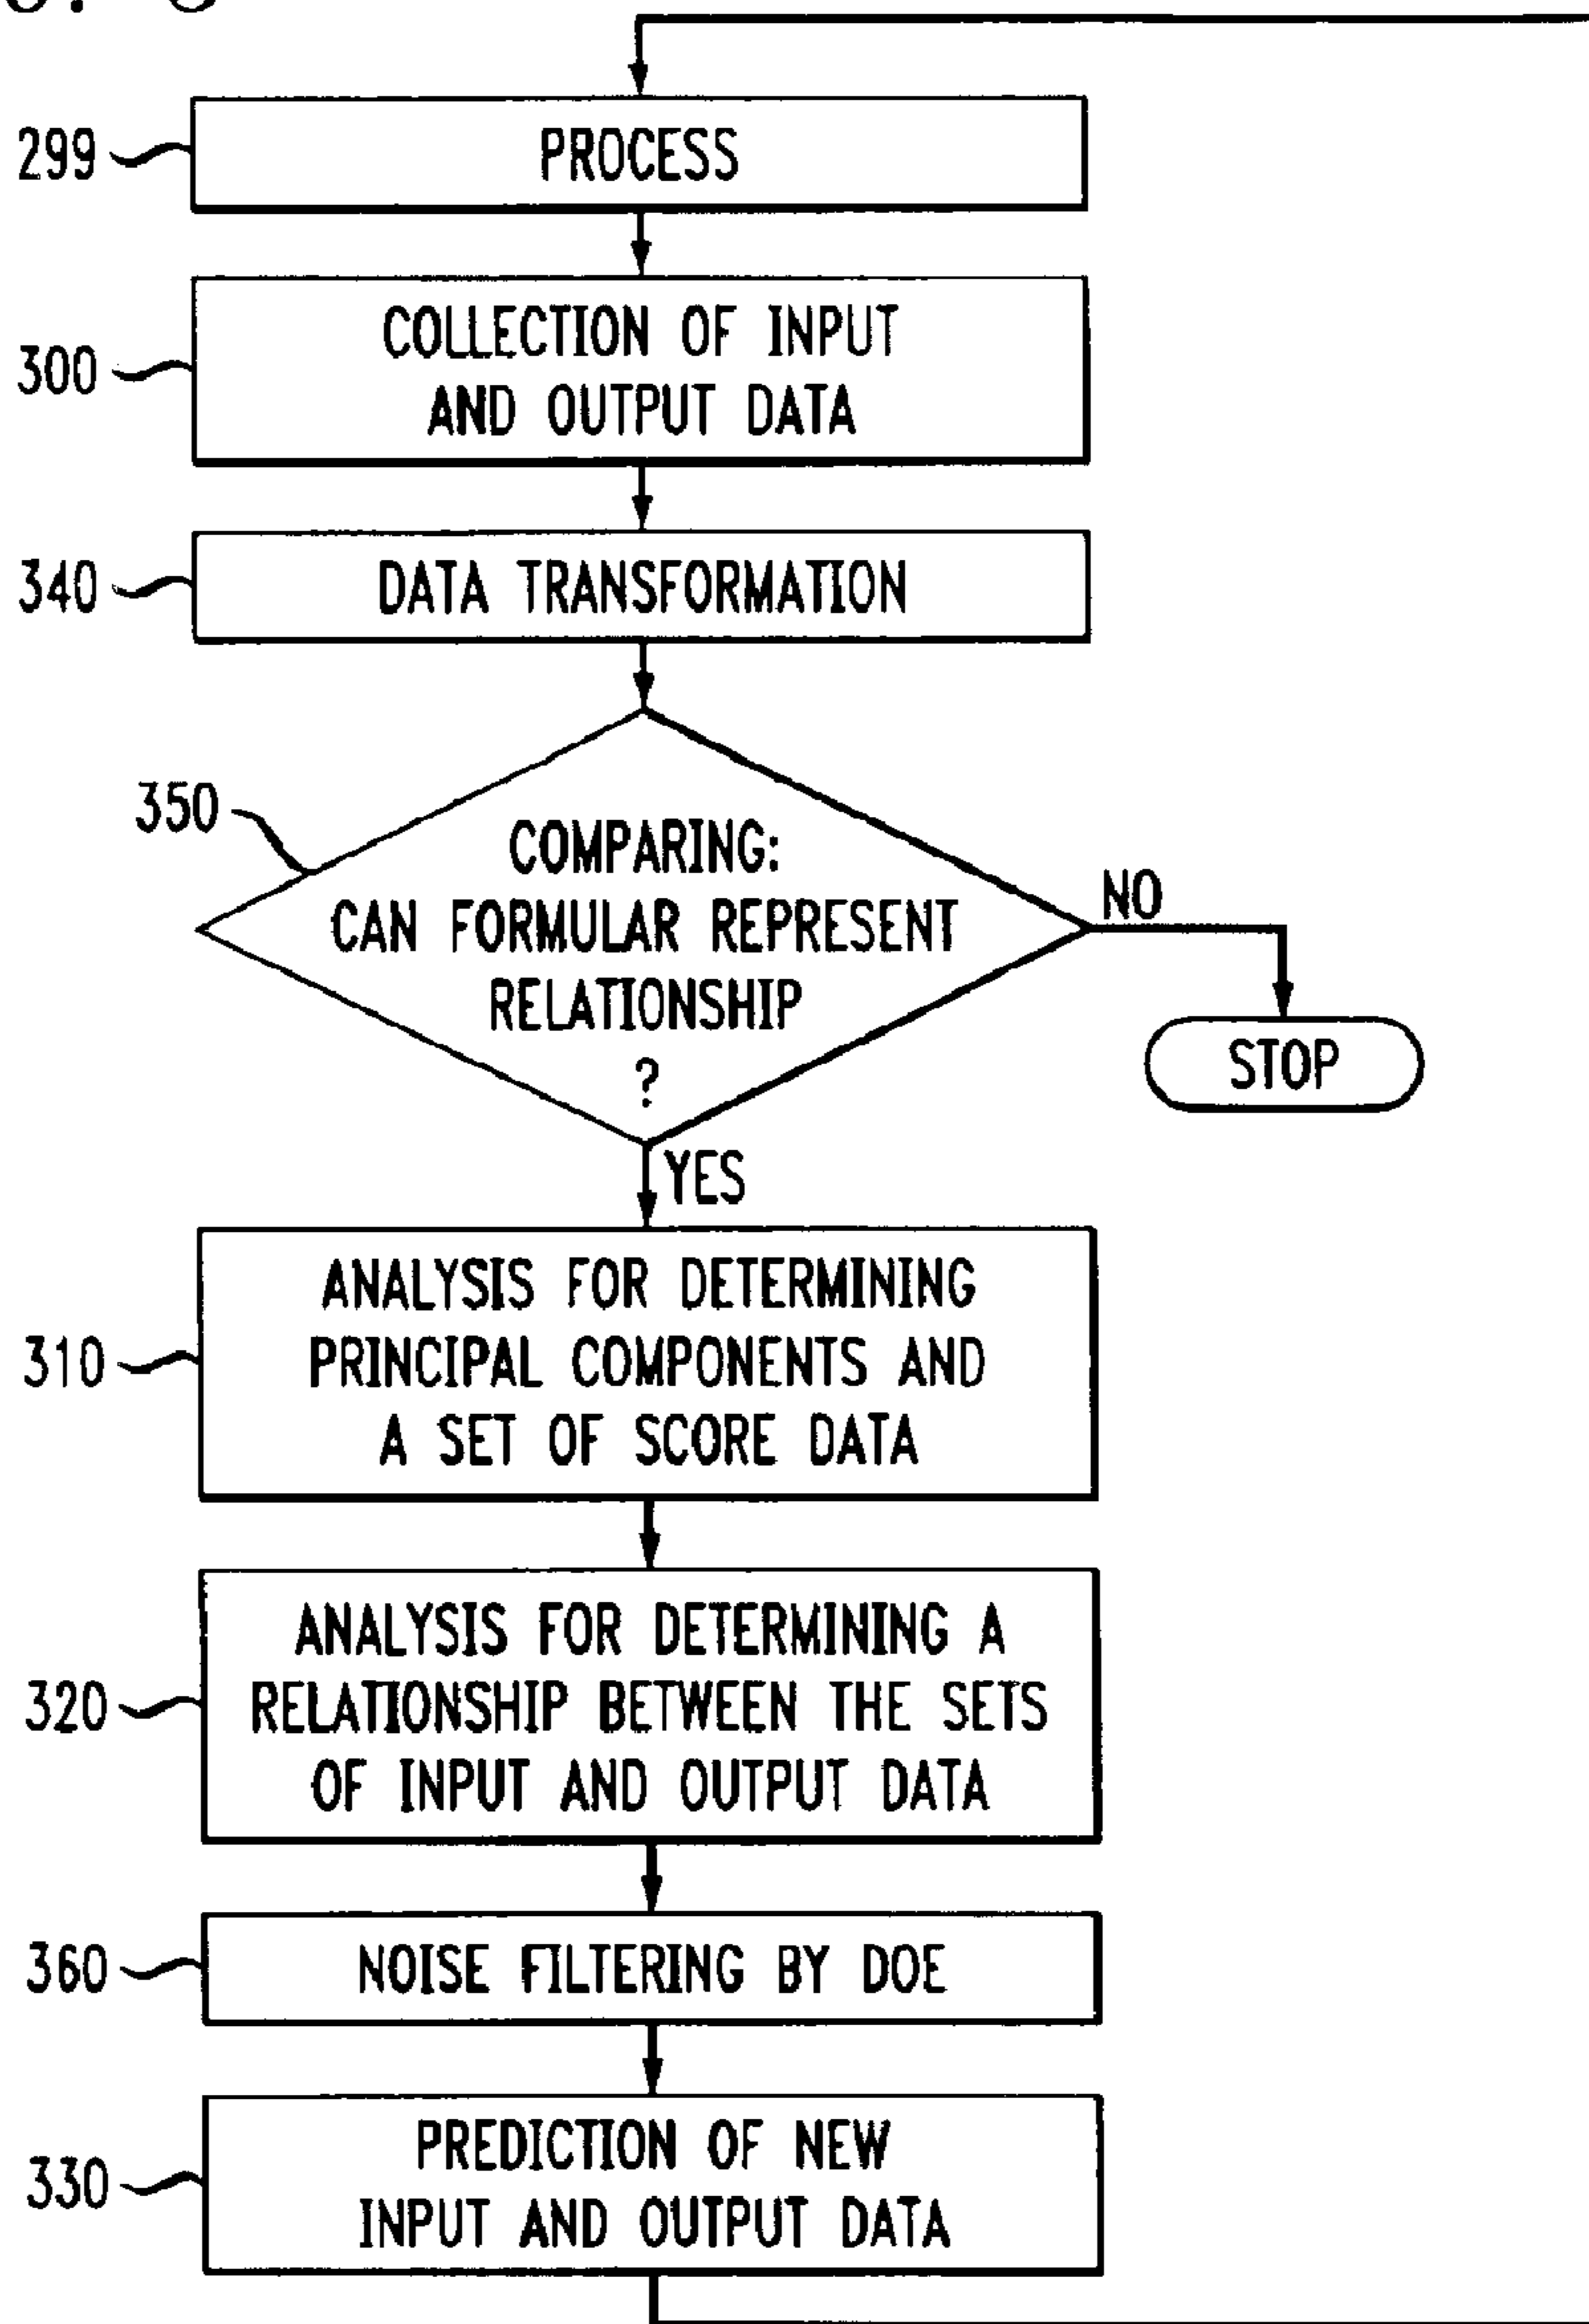 299
PROCESS
300
COLLECTION OF INPUT
AND OUTPUT DATA
340
DATA TRANSFORMATION
350
COMPARING:
CAN FORMULAR REPRESENT
RELATIONSHIP
?
NO
STOP
YES
310
ANALYSIS FOR DETERMINING
PRINCIPAL COMPONENTS AND
A SET OF SCORE DATA
320
ANALYSIS FOR DETERMINING A
RELATIONSHIP BETWEEN THE SETS
OF INPUT AND OUTPUT DATA
360
NOISE FILTERING BY DOE
330
PREDICTION OF NEW
INPUT AND OUTPUT DATA